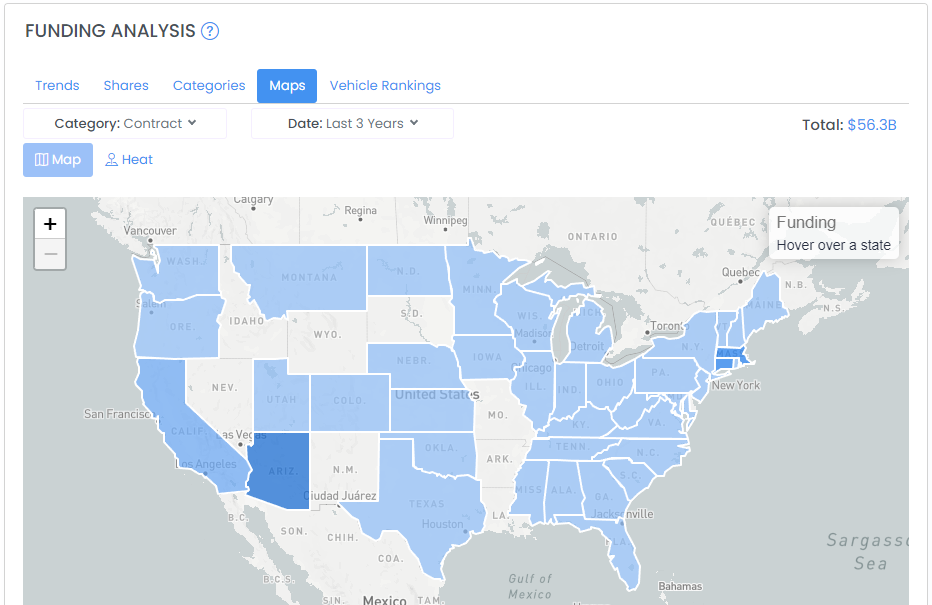 FUNDING ANALYSIS ?
Trends Shares Categories Maps Vehicle Rankings
Category: Contract Date: Last 3 Years Total: $56.3B
Map Heat
+
−
Funding
Hover over a state
Calgary
Regina
Winnipeg
Vancouver
ONTARIO
QUÉBEC
Quebec
N.B.
N.S.
MAINE
WASH.
MONTANA
N.D.
MINN.
Salem
ORE.
IDAHO
S.D.
WIS.
Madison
MICH.
Detroit
Toronto
N.Y.
VT.
MASS.
WYO.
NEBR.
IOWA
Chicago
New York
PA.
NEV.
UTAH
COLO.
United States
ILL.
IND.
OHIO
San Francisco
CALIF.
Las Vegas
MO.
KY.
VA.
Los Angeles
ARIZ.
N.M.
OKLA.
ARK.
TENN.
N.C.
S.C.
Ciudad Juárez
TEXAS
MISS.
ALA.
GA.
B.C.
SON.
CHIH.
Houston
LA.
Jacksonville
FLA.
COA.
Sargasso
Sea
B.C.S.
Gulf of
Mexico
Bahamas
SIN.
Mexico
TAM.